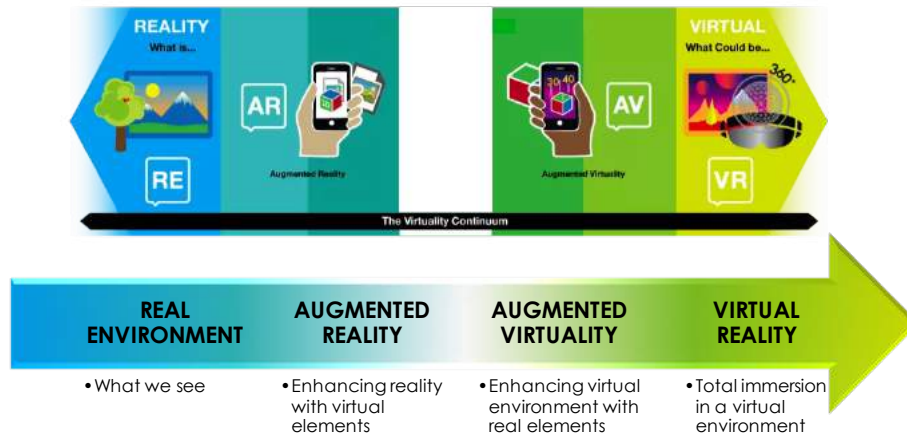 REALITY
What is...
VIRTUAL
What Could be...
360°
AR
30 40
AV
RE
Augmented Reality
Augmented Virtuality
VR
The Virtuality Continuum
REAL
ENVIRONMENT
AUGMENTED
REALITY
AUGMENTED
VIRTUALITY
VIRTUAL
REALITY
•What we see
•Enhancing reality
with virtual
elements
•Enhancing virtual
environment with
real elements
•Total immersion
in a virtual
environment